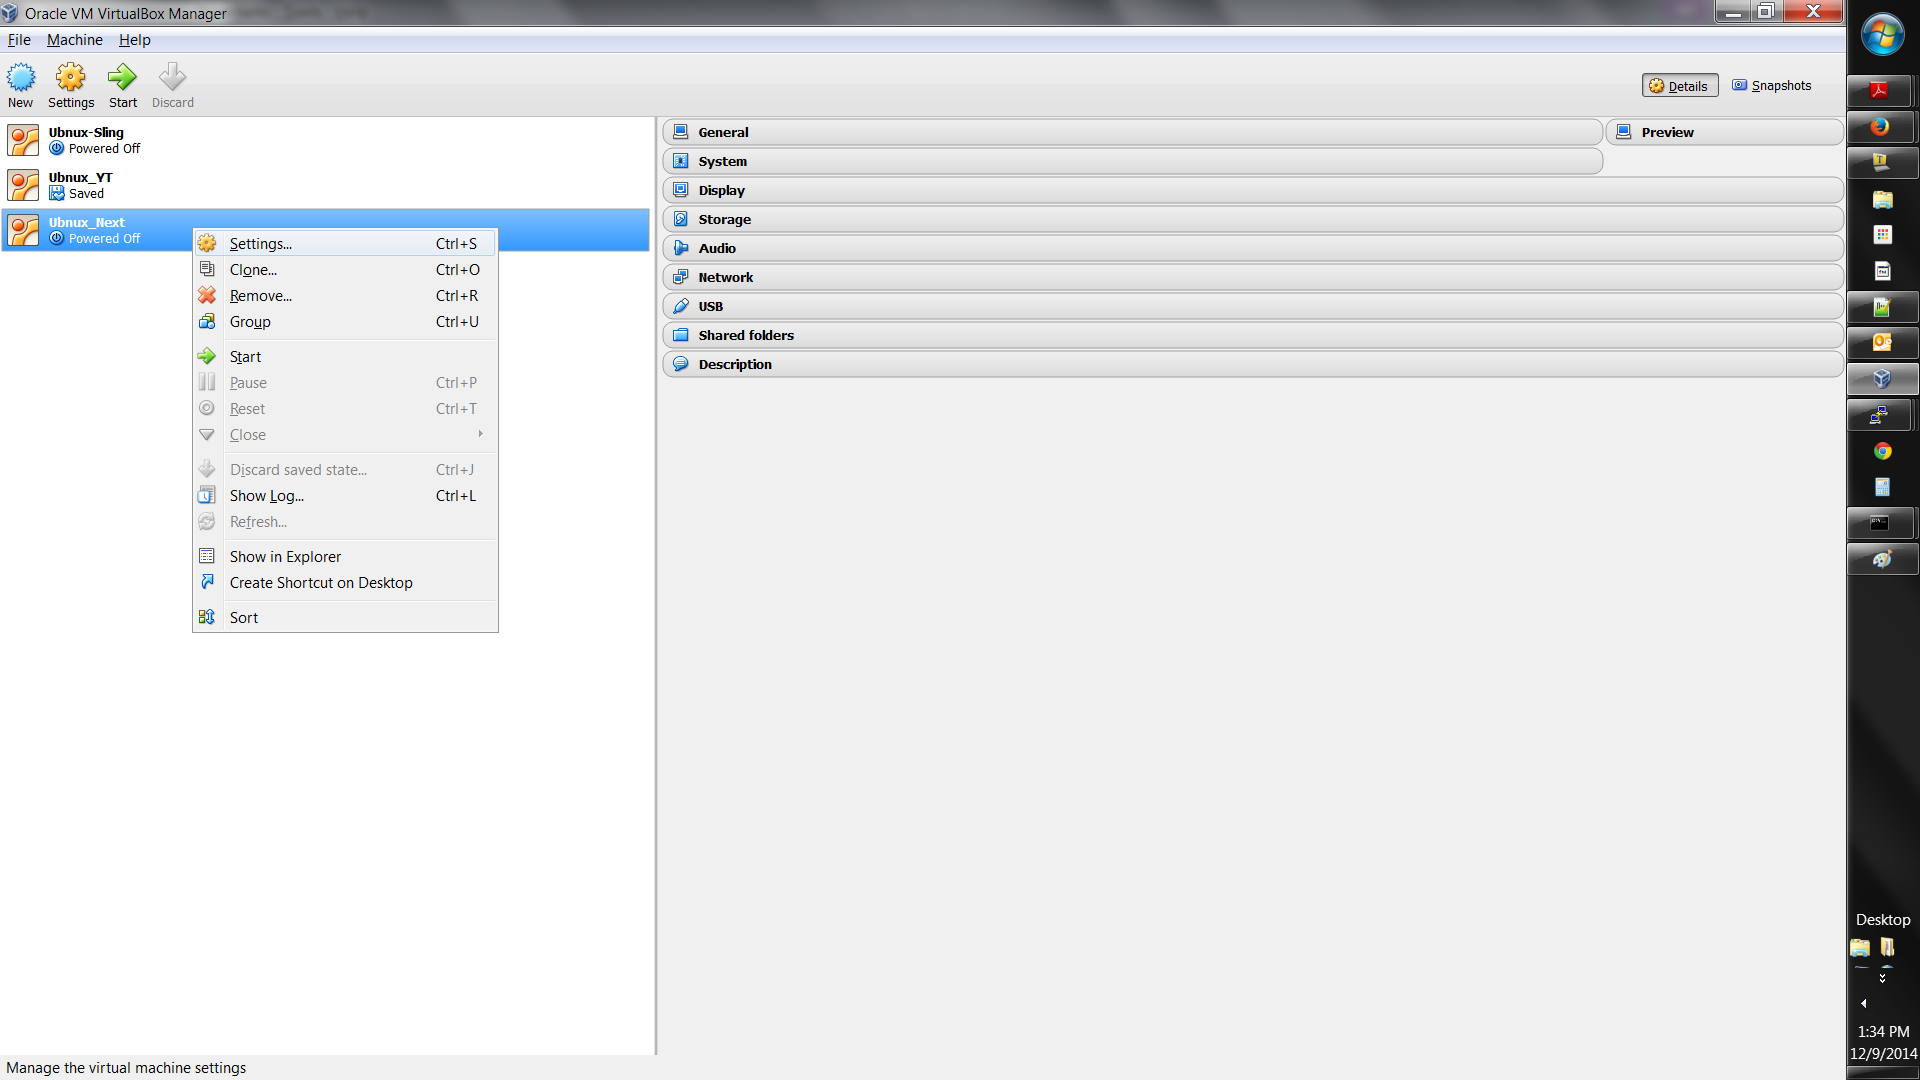 Oracle VM VirtualBox Manager
File Machine Help
New Settings Start Discard
Details Snapshots
Ubnux-Sling
Powered Off
Ubnux_YT
Saved
Ubnux_Next
Powered Off
Settings... Ctrl+S
Clone... Ctrl+O
Remove... Ctrl+R
Group Ctrl+U
Start
Pause Ctrl+P
Reset Ctrl+T
Close
Discard saved state... Ctrl+J
Show Log... Ctrl+L
Refresh...
Show in Explorer
Create Shortcut on Desktop
Sort
General
System
Display
Storage
Audio
Network
USB
Shared folders
Description
Preview
Desktop
1:34 PM
12/9/2014
Manage the virtual machine settings